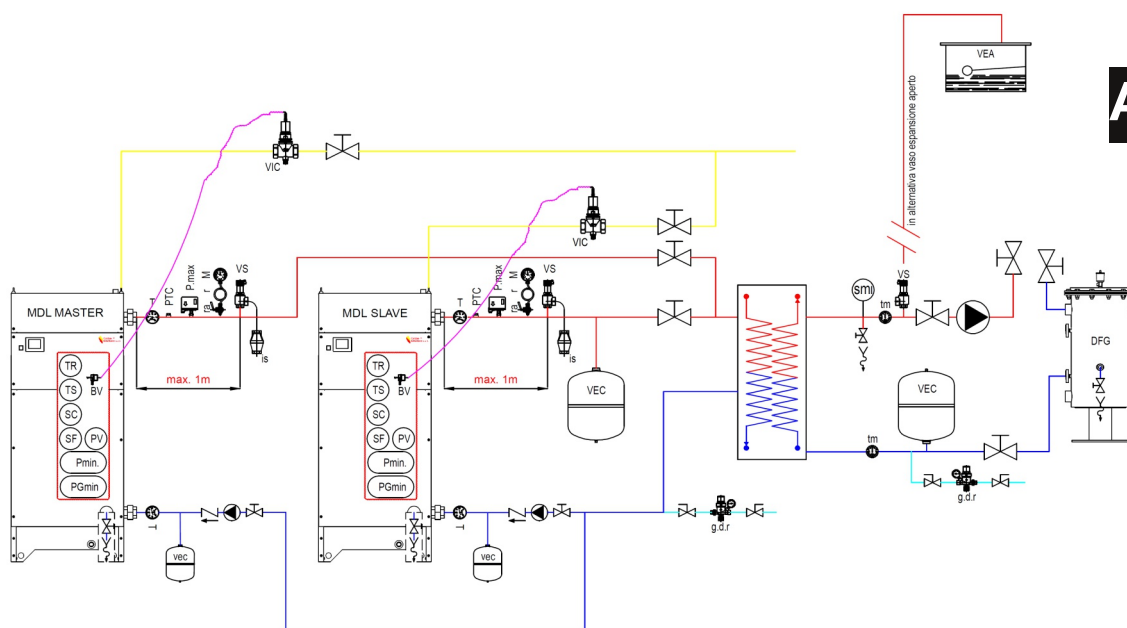 VEA
A
in alternativa vaso espansione aperto
VIC
VIC
MDL MASTER
T
PTC
P.max
ra
r
M
VS
is
max. 1m
TR
TS
BV
SC
SF
PV
Pmin.
PGmin
T
vec
MDL SLAVE
T
PTC
P.max
ra
r
M
VS
is
max. 1m
TR
TS
BV
SC
SF
PV
Pmin.
PGmin
T
vec
VEC
g.d.r
smi
tm
VS
DFG
VEC
tm
g.d.r